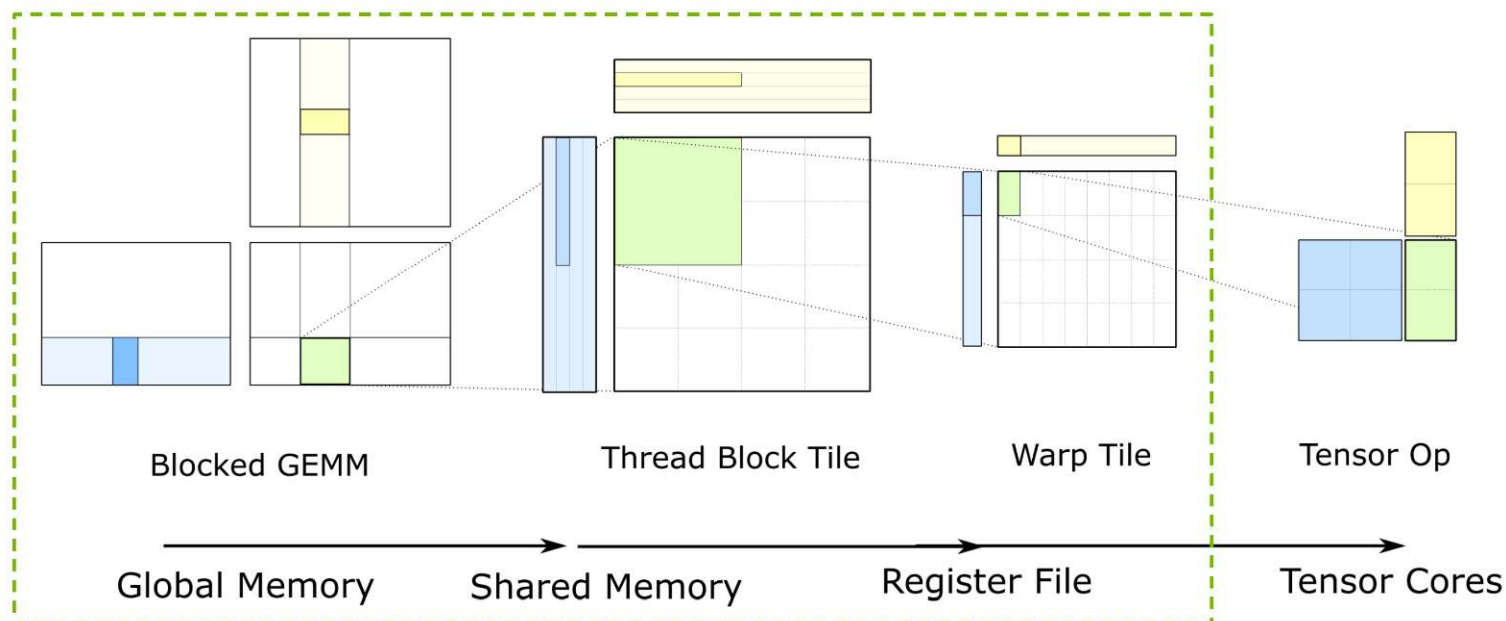 Blocked GEMM
Thread Block Tile
Warp Tile
Tensor Op
Global Memory
Shared Memory
Register File
Tensor Cores